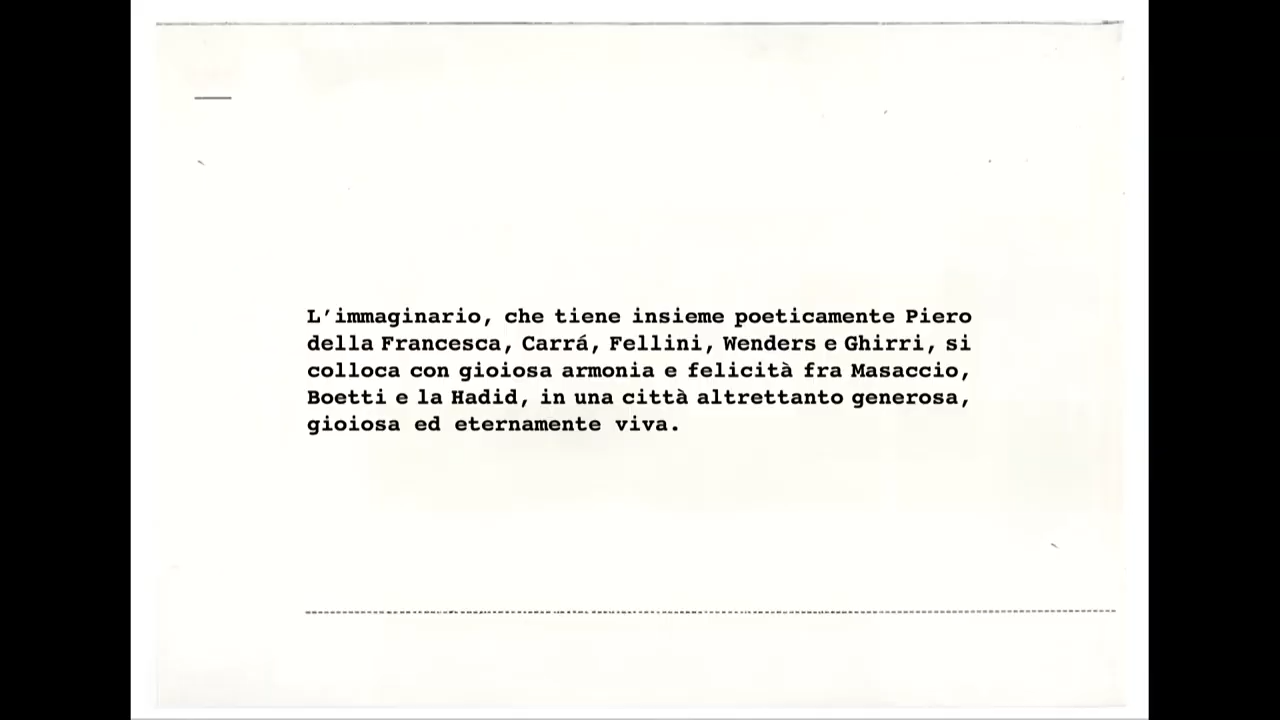 L’immaginario, che tiene insieme poeticamente Piero
della Francesca, Carrá, Fellini, Wenders e Ghirri, si
colloca con gioiosa armonia e felicità fra Masaccio,
Boetti e la Hadid, in una città altrettanto generosa,
gioiosa ed eternamente viva.